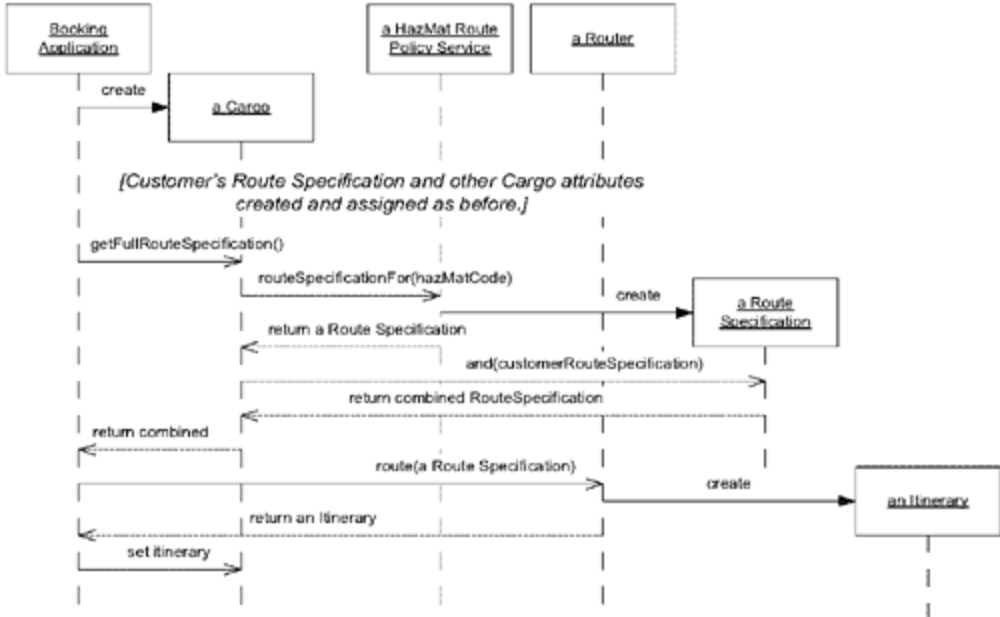 Booking
Application
a HazMat Route
Policy Service
a Router
create
a Cargo
[Customer's Route Specification and other Cargo attributes
created and assigned as before.]
getFullRouteSpecification()
routeSpecificationFor(hazMatCode)
create
a Route
Specification
return a Route Specification
and(customerRouteSpecification)
return combined RouteSpecification
return combined
route(a Route Specification)
create
an Itinerary
return an Itinerary
set itinerary